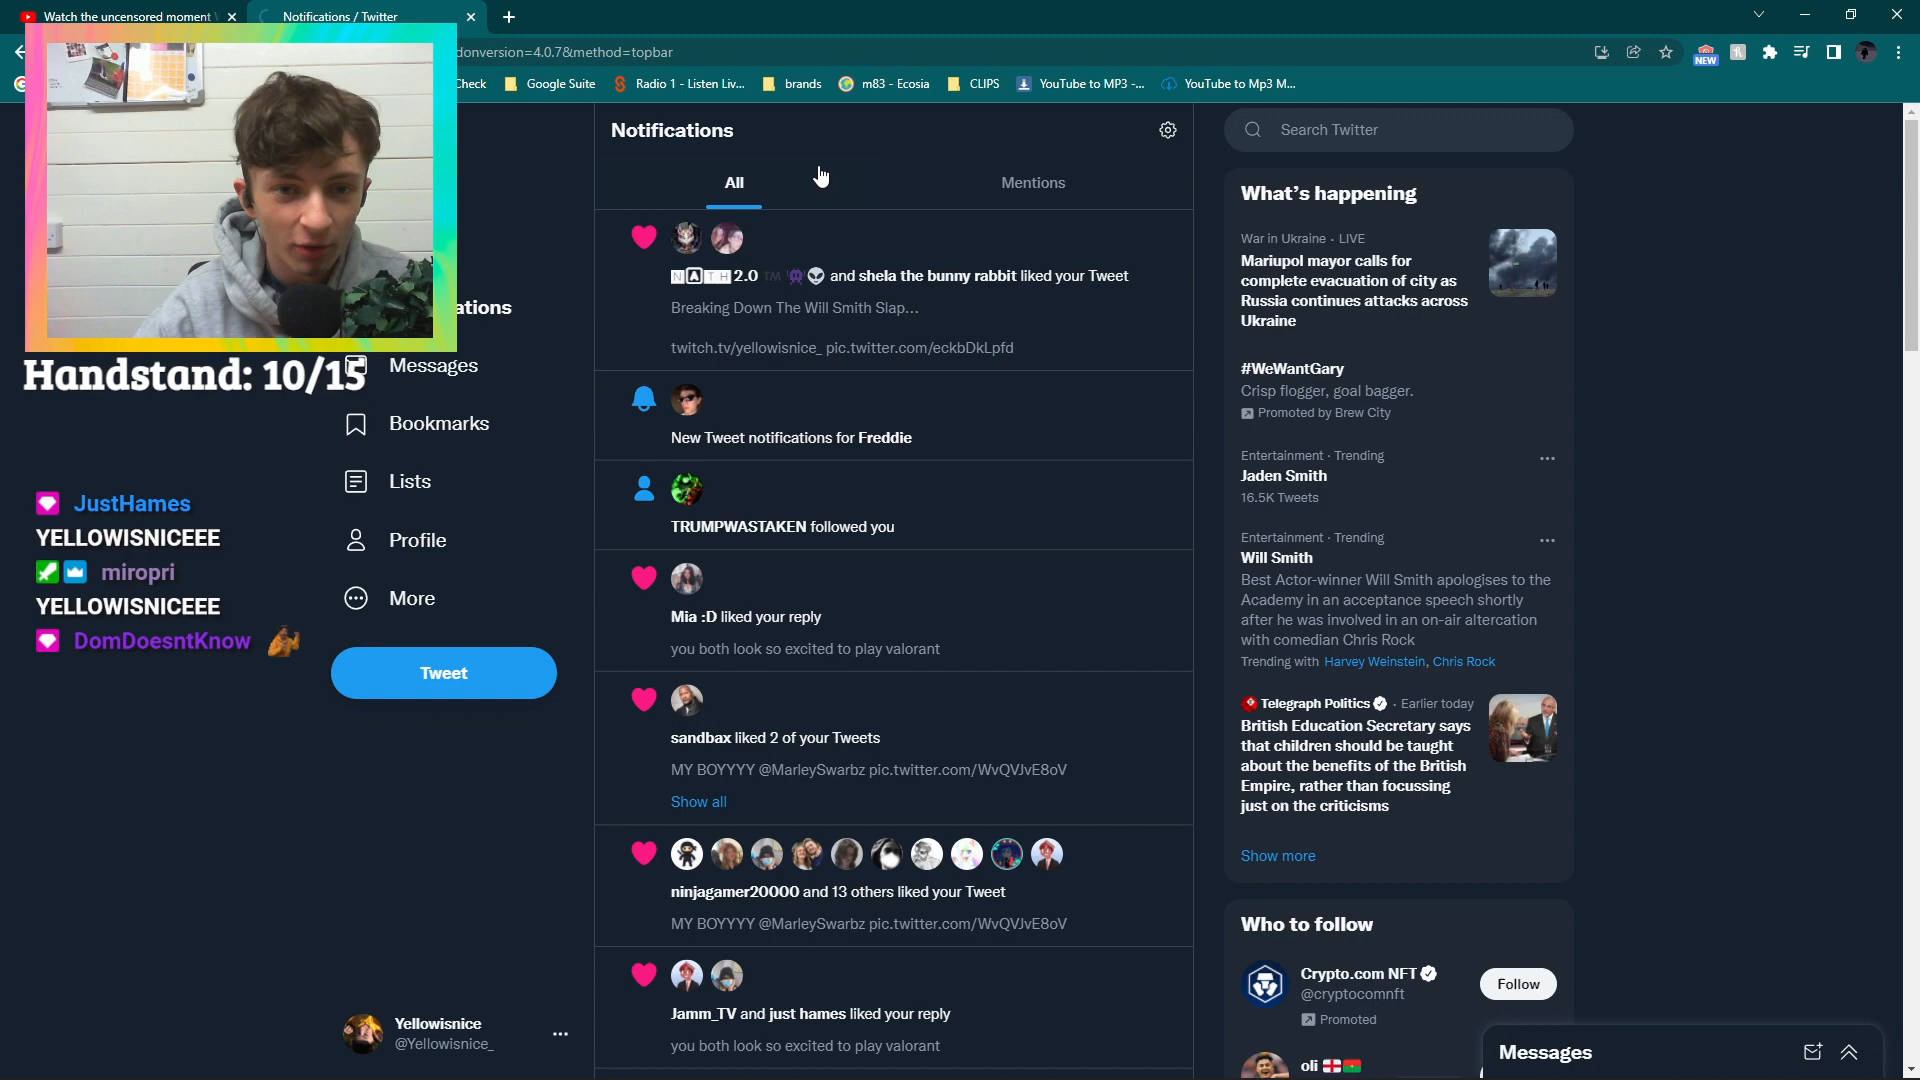 Watch the uncensored moment
Notifications / Twitter
donversion=4.0.7&method=topbar
NEW
Check
Google Suite
Radio 1 - Listen Liv...
brands
m83 - Ecosia
CLIPS
YouTube to MP3 -...
YouTube to Mp3 M...
ations
Messages
Bookmarks
Lists
Profile
More
Tweet
Yellowisnice
@Yellowisnice_
Handstand: 10/15
JustHames
YELLOWISNICEEE
miropri
YELLOWISNICEEE
DomDoesntKnow
Notifications
All
Mentions
NATH 2.0 TM 👾👽 and shela the bunny rabbit liked your Tweet
Breaking Down The Will Smith Slap...
twitch.tv/yellowisnice_ pic.twitter.com/eckbDkLpfd
New Tweet notifications for Freddie
TRUMPWASTAKEN followed you
Mia :D liked your reply
you both look so excited to play valorant
sandbax liked 2 of your Tweets
MY BOYYYY @MarleySwarbz pic.twitter.com/WvQVJvE8oV
Show all
ninjagamer20000 and 13 others liked your Tweet
MY BOYYYY @MarleySwarbz pic.twitter.com/WvQVJvE8oV
Jamm_TV and just hames liked your reply
you both look so excited to play valorant
Search Twitter
What's happening
War in Ukraine · LIVE
Mariupol mayor calls for
complete evacuation of city as
Russia continues attacks across
Ukraine
#WeWantGary
Crisp flogger, goal bagger.
Promoted by Brew City
Entertainment · Trending
Jaden Smith
16.5K Tweets
Entertainment · Trending
Will Smith
Best Actor-winner Will Smith apologises to the
Academy in an acceptance speech shortly
after he was involved in an on-air altercation
with comedian Chris Rock
Trending with Harvey Weinstein, Chris Rock
Telegraph Politics · Earlier today
British Education Secretary says
that children should be taught
about the benefits of the British
Empire, rather than focussing
just on the criticisms
Show more
Who to follow
Crypto.com NFT
@cryptocomnft
Promoted
Follow
oli
Messages